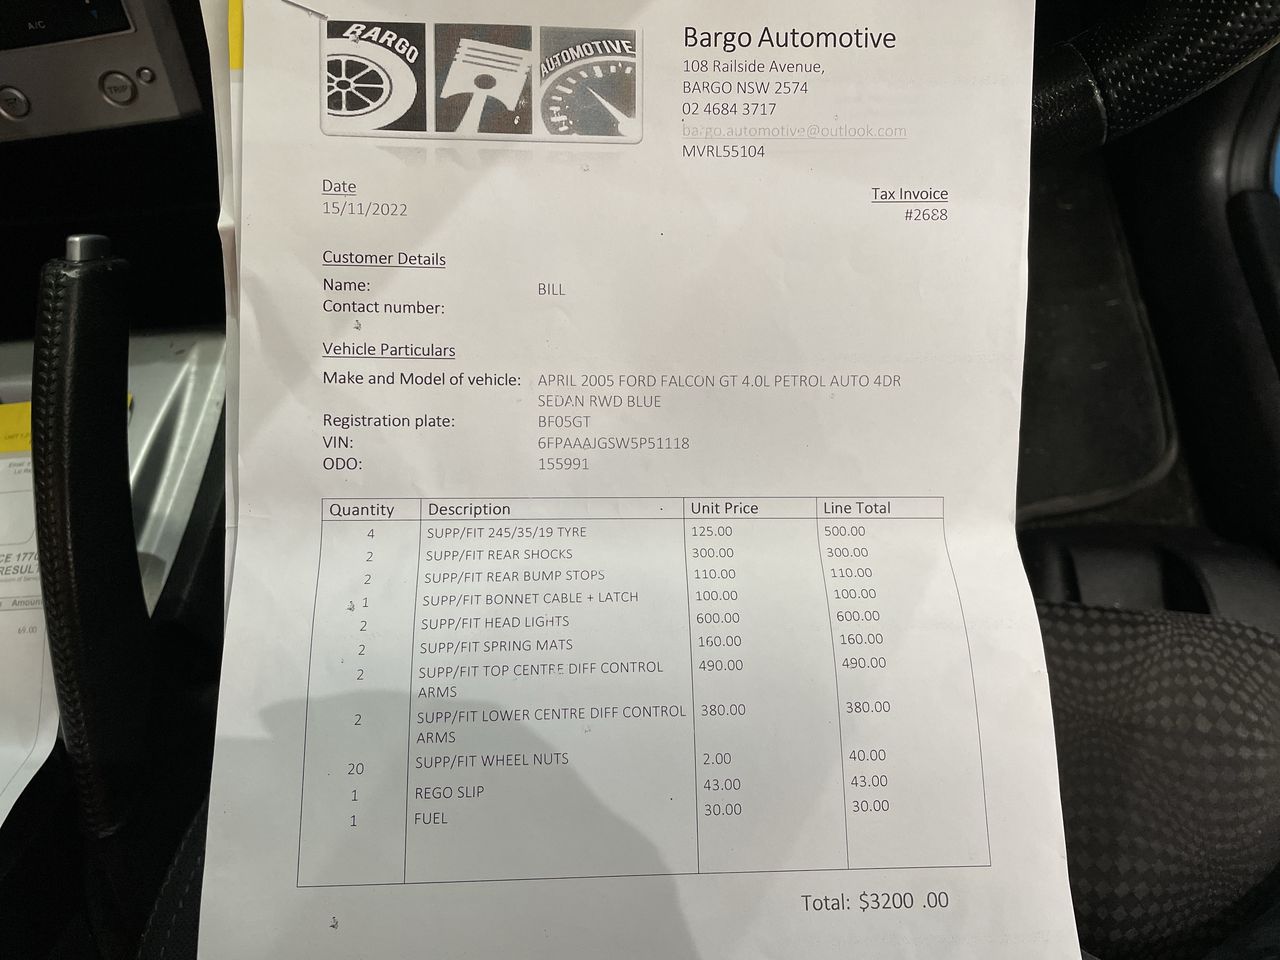 A/C
TRIP
BARGO
AUTOMOTIVE
Bargo Automotive
108 Railside Avenue,
BARGO NSW 2574
02 4684 3717
bargo.automotive@outlook.com
MVRL55104
Date
15/11/2022
Tax Invoice
#2688
Customer Details
Name: BILL
Contact number:
Vehicle Particulars
Make and Model of vehicle: APRIL 2005 FORD FALCON GT 4.0L PETROL AUTO 4DR
SEDAN RWD BLUE
Registration plate: BF05GT
VIN: 6FPAAAJGSW5P51118
ODO: 155991
Quantity Description Unit Price Line Total
4 SUPP/FIT 245/35/19 TYRE 125.00 500.00
2 SUPP/FIT REAR SHOCKS 300.00 300.00
2 SUPP/FIT REAR BUMP STOPS 110.00 110.00
1 SUPP/FIT BONNET CABLE + LATCH 100.00 100.00
2 SUPP/FIT HEAD LIGHTS 600.00 600.00
2 SUPP/FIT SPRING MATS 160.00 160.00
2 SUPP/FIT TOP CENTRE DIFF CONTROL 490.00 490.00
ARMS
2 SUPP/FIT LOWER CENTRE DIFF CONTROL 380.00 380.00
ARMS
20 SUPP/FIT WHEEL NUTS 2.00 40.00
1 REGO SLIP 43.00 43.00
1 FUEL 30.00 30.00
Total: $3200 .00
CE 1770
RESUL
Amoun
69.00